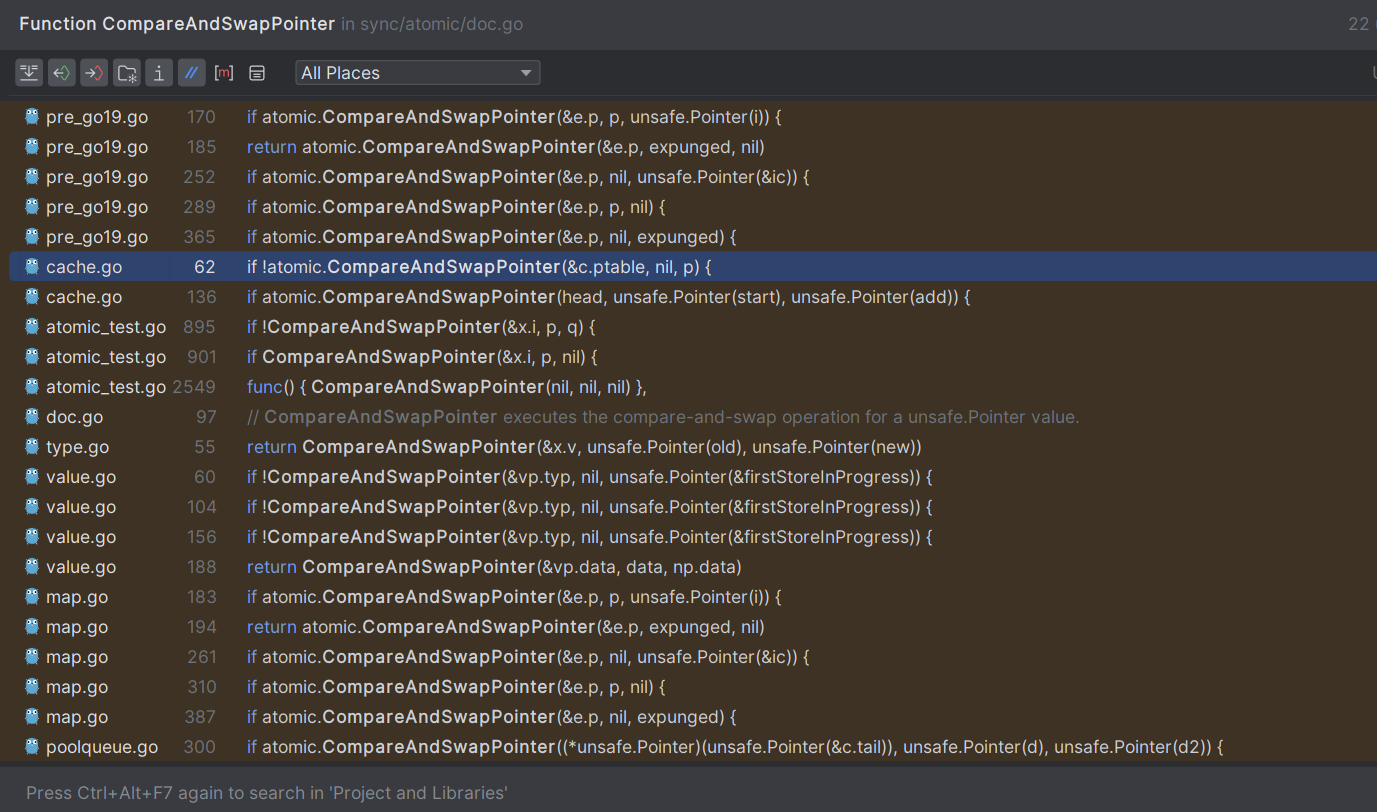 Function CompareAndSwapPointer in sync/atomic/doc.go 22
All Places
pre_go19.go 170 if atomic.CompareAndSwapPointer(&e.p, p, unsafe.Pointer(i)) {
pre_go19.go 185 return atomic.CompareAndSwapPointer(&e.p, expunged, nil)
pre_go19.go 252 if atomic.CompareAndSwapPointer(&e.p, nil, unsafe.Pointer(&ic)) {
pre_go19.go 289 if atomic.CompareAndSwapPointer(&e.p, p, nil) {
pre_go19.go 365 if atomic.CompareAndSwapPointer(&e.p, nil, expunged) {
cache.go 62 if !atomic.CompareAndSwapPointer(&c.ptable, nil, p) {
cache.go 136 if atomic.CompareAndSwapPointer(head, unsafe.Pointer(start), unsafe.Pointer(add)) {
atomic_test.go 895 if !CompareAndSwapPointer(&x.i, p, q) {
atomic_test.go 901 if CompareAndSwapPointer(&x.i, p, nil) {
atomic_test.go 2549 func() { CompareAndSwapPointer(nil, nil, nil) },
doc.go 97 // CompareAndSwapPointer executes the compare-and-swap operation for a unsafe.Pointer value.
type.go 55 return CompareAndSwapPointer(&x.v, unsafe.Pointer(old), unsafe.Pointer(new))
value.go 60 if !CompareAndSwapPointer(&vp.typ, nil, unsafe.Pointer(&firstStoreInProgress)) {
value.go 104 if !CompareAndSwapPointer(&vp.typ, nil, unsafe.Pointer(&firstStoreInProgress)) {
value.go 156 if !CompareAndSwapPointer(&vp.typ, nil, unsafe.Pointer(&firstStoreInProgress)) {
value.go 188 return CompareAndSwapPointer(&vp.data, data, np.data)
map.go 183 if atomic.CompareAndSwapPointer(&e.p, p, unsafe.Pointer(i)) {
map.go 194 return atomic.CompareAndSwapPointer(&e.p, expunged, nil)
map.go 261 if atomic.CompareAndSwapPointer(&e.p, nil, unsafe.Pointer(&ic)) {
map.go 310 if atomic.CompareAndSwapPointer(&e.p, p, nil) {
map.go 387 if atomic.CompareAndSwapPointer(&e.p, nil, expunged) {
poolqueue.go 300 if atomic.CompareAndSwapPointer((*unsafe.Pointer)(unsafe.Pointer(&c.tail)), unsafe.Pointer(d), unsafe.Pointer(d2)) {
Press Ctrl+Alt+F7 again to search in 'Project and Libraries'